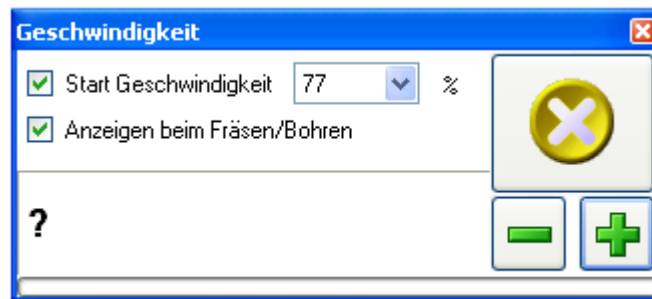 Geschwindigkeit
Start Geschwindigkeit 77 %
Anzeigen beim Fräsen/Bohren
?